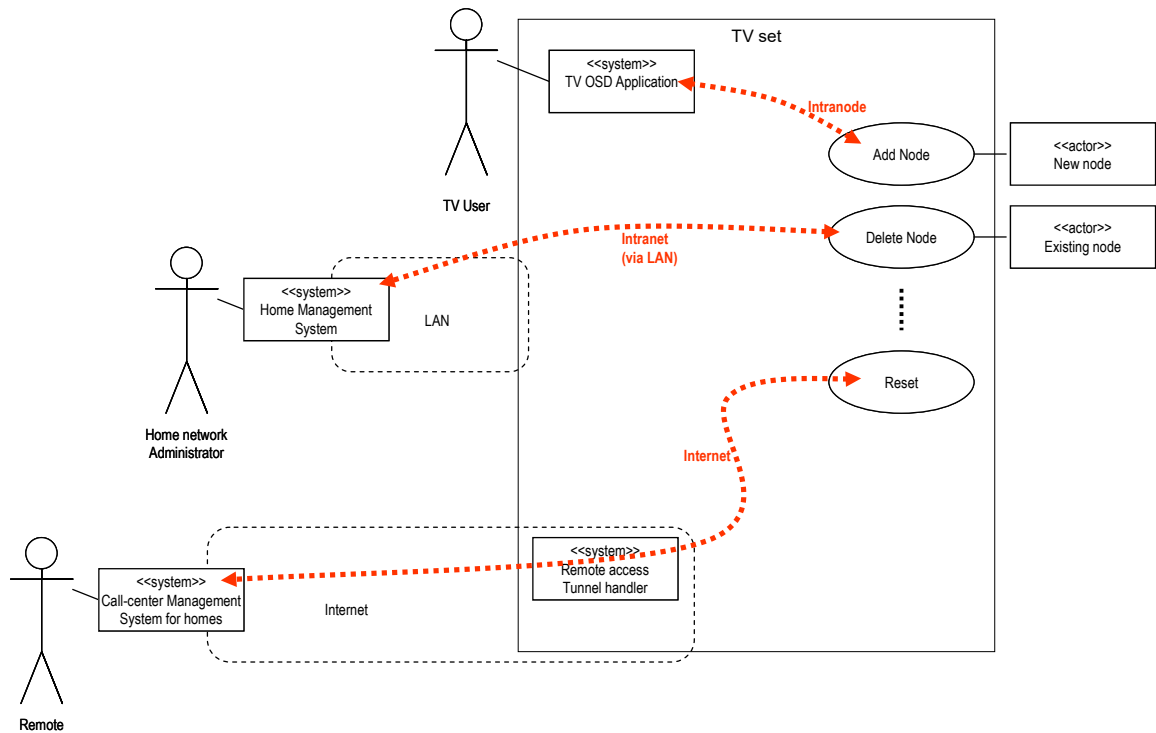 TV set
<<system>>
TV OSD Application
Intranode
Add Node
<<actor>>
New node
TV User
Intranet
(via LAN)
Delete Node
<<actor>>
Existing node
<<system>>
Home Management
System
LAN
Reset
Home network
Administrator
Internet
<<system>>
Remote access
Tunnel handler
<<system>>
Call-center Management
System for homes
Internet
Remote